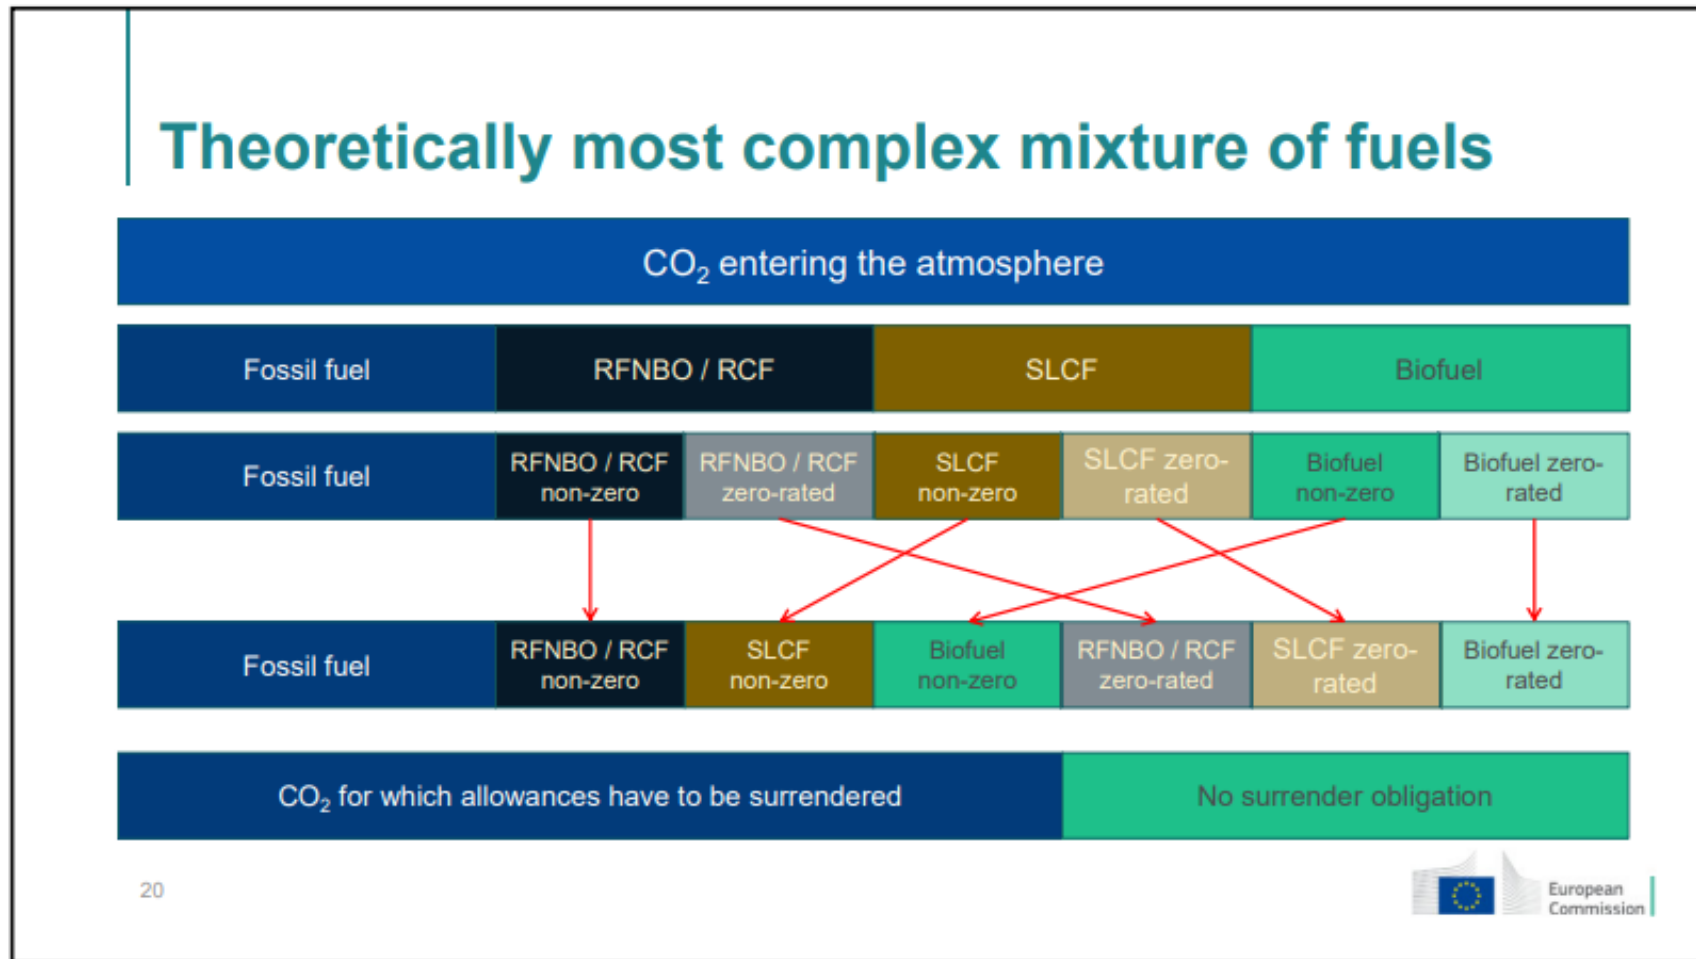 Theoretically most complex mixture of fuels
CO₂ entering the atmosphere
Fossil fuel
RFNBO / RCF
SLCF
Biofuel
Fossil fuel
RFNBO / RCF
non-zero
RFNBO / RCF
zero-rated
SLCF
non-zero
SLCF zero-
rated
Biofuel
non-zero
Biofuel zero-
rated
Fossil fuel
RFNBO / RCF
non-zero
SLCF
non-zero
Biofuel
non-zero
RFNBO / RCF
zero-rated
SLCF zero-
rated
Biofuel zero-
rated
CO₂ for which allowances have to be surrendered
No surrender obligation
20
European
Commission